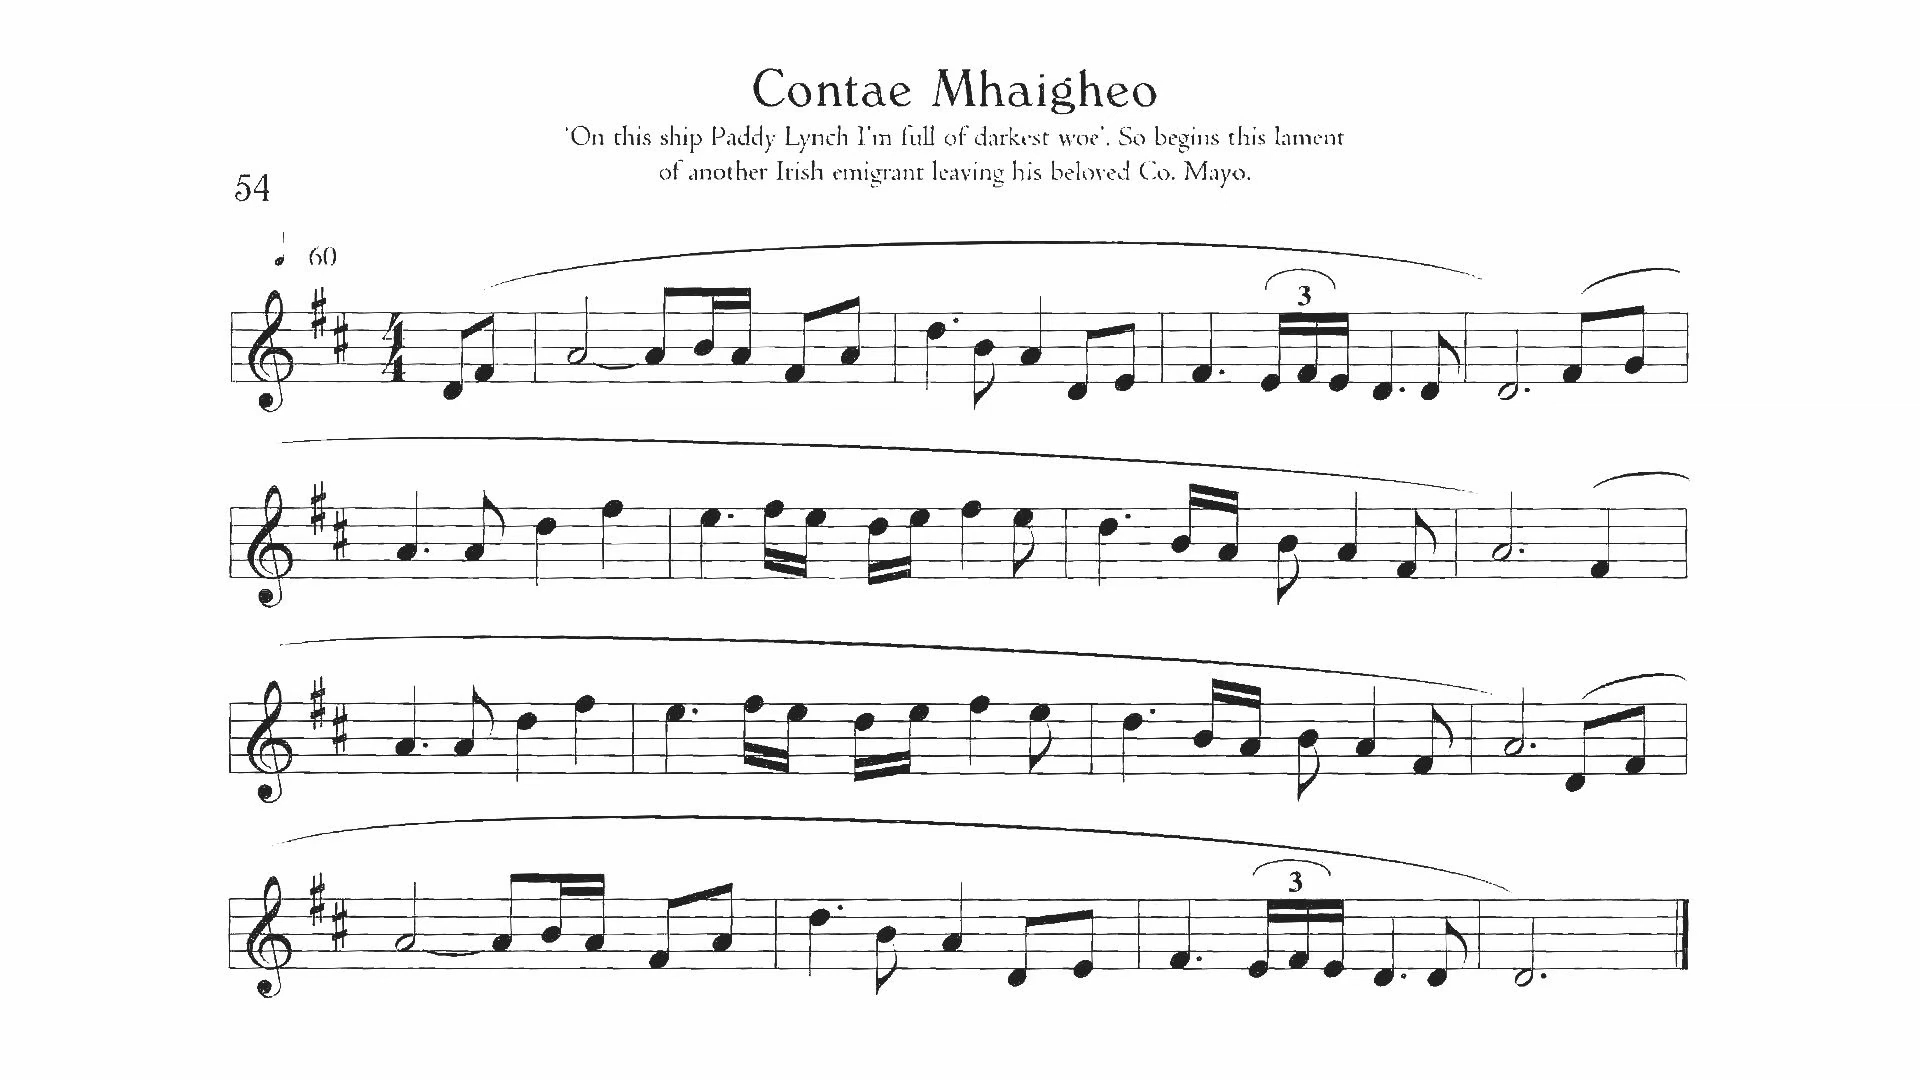 Contae Mhaigheo
'On this ship Paddy Lynch I'm full of darkest woe'. So begins this lament
of another Irish emigrant leaving his beloved Co. Mayo.
54
60
3
4
4
3